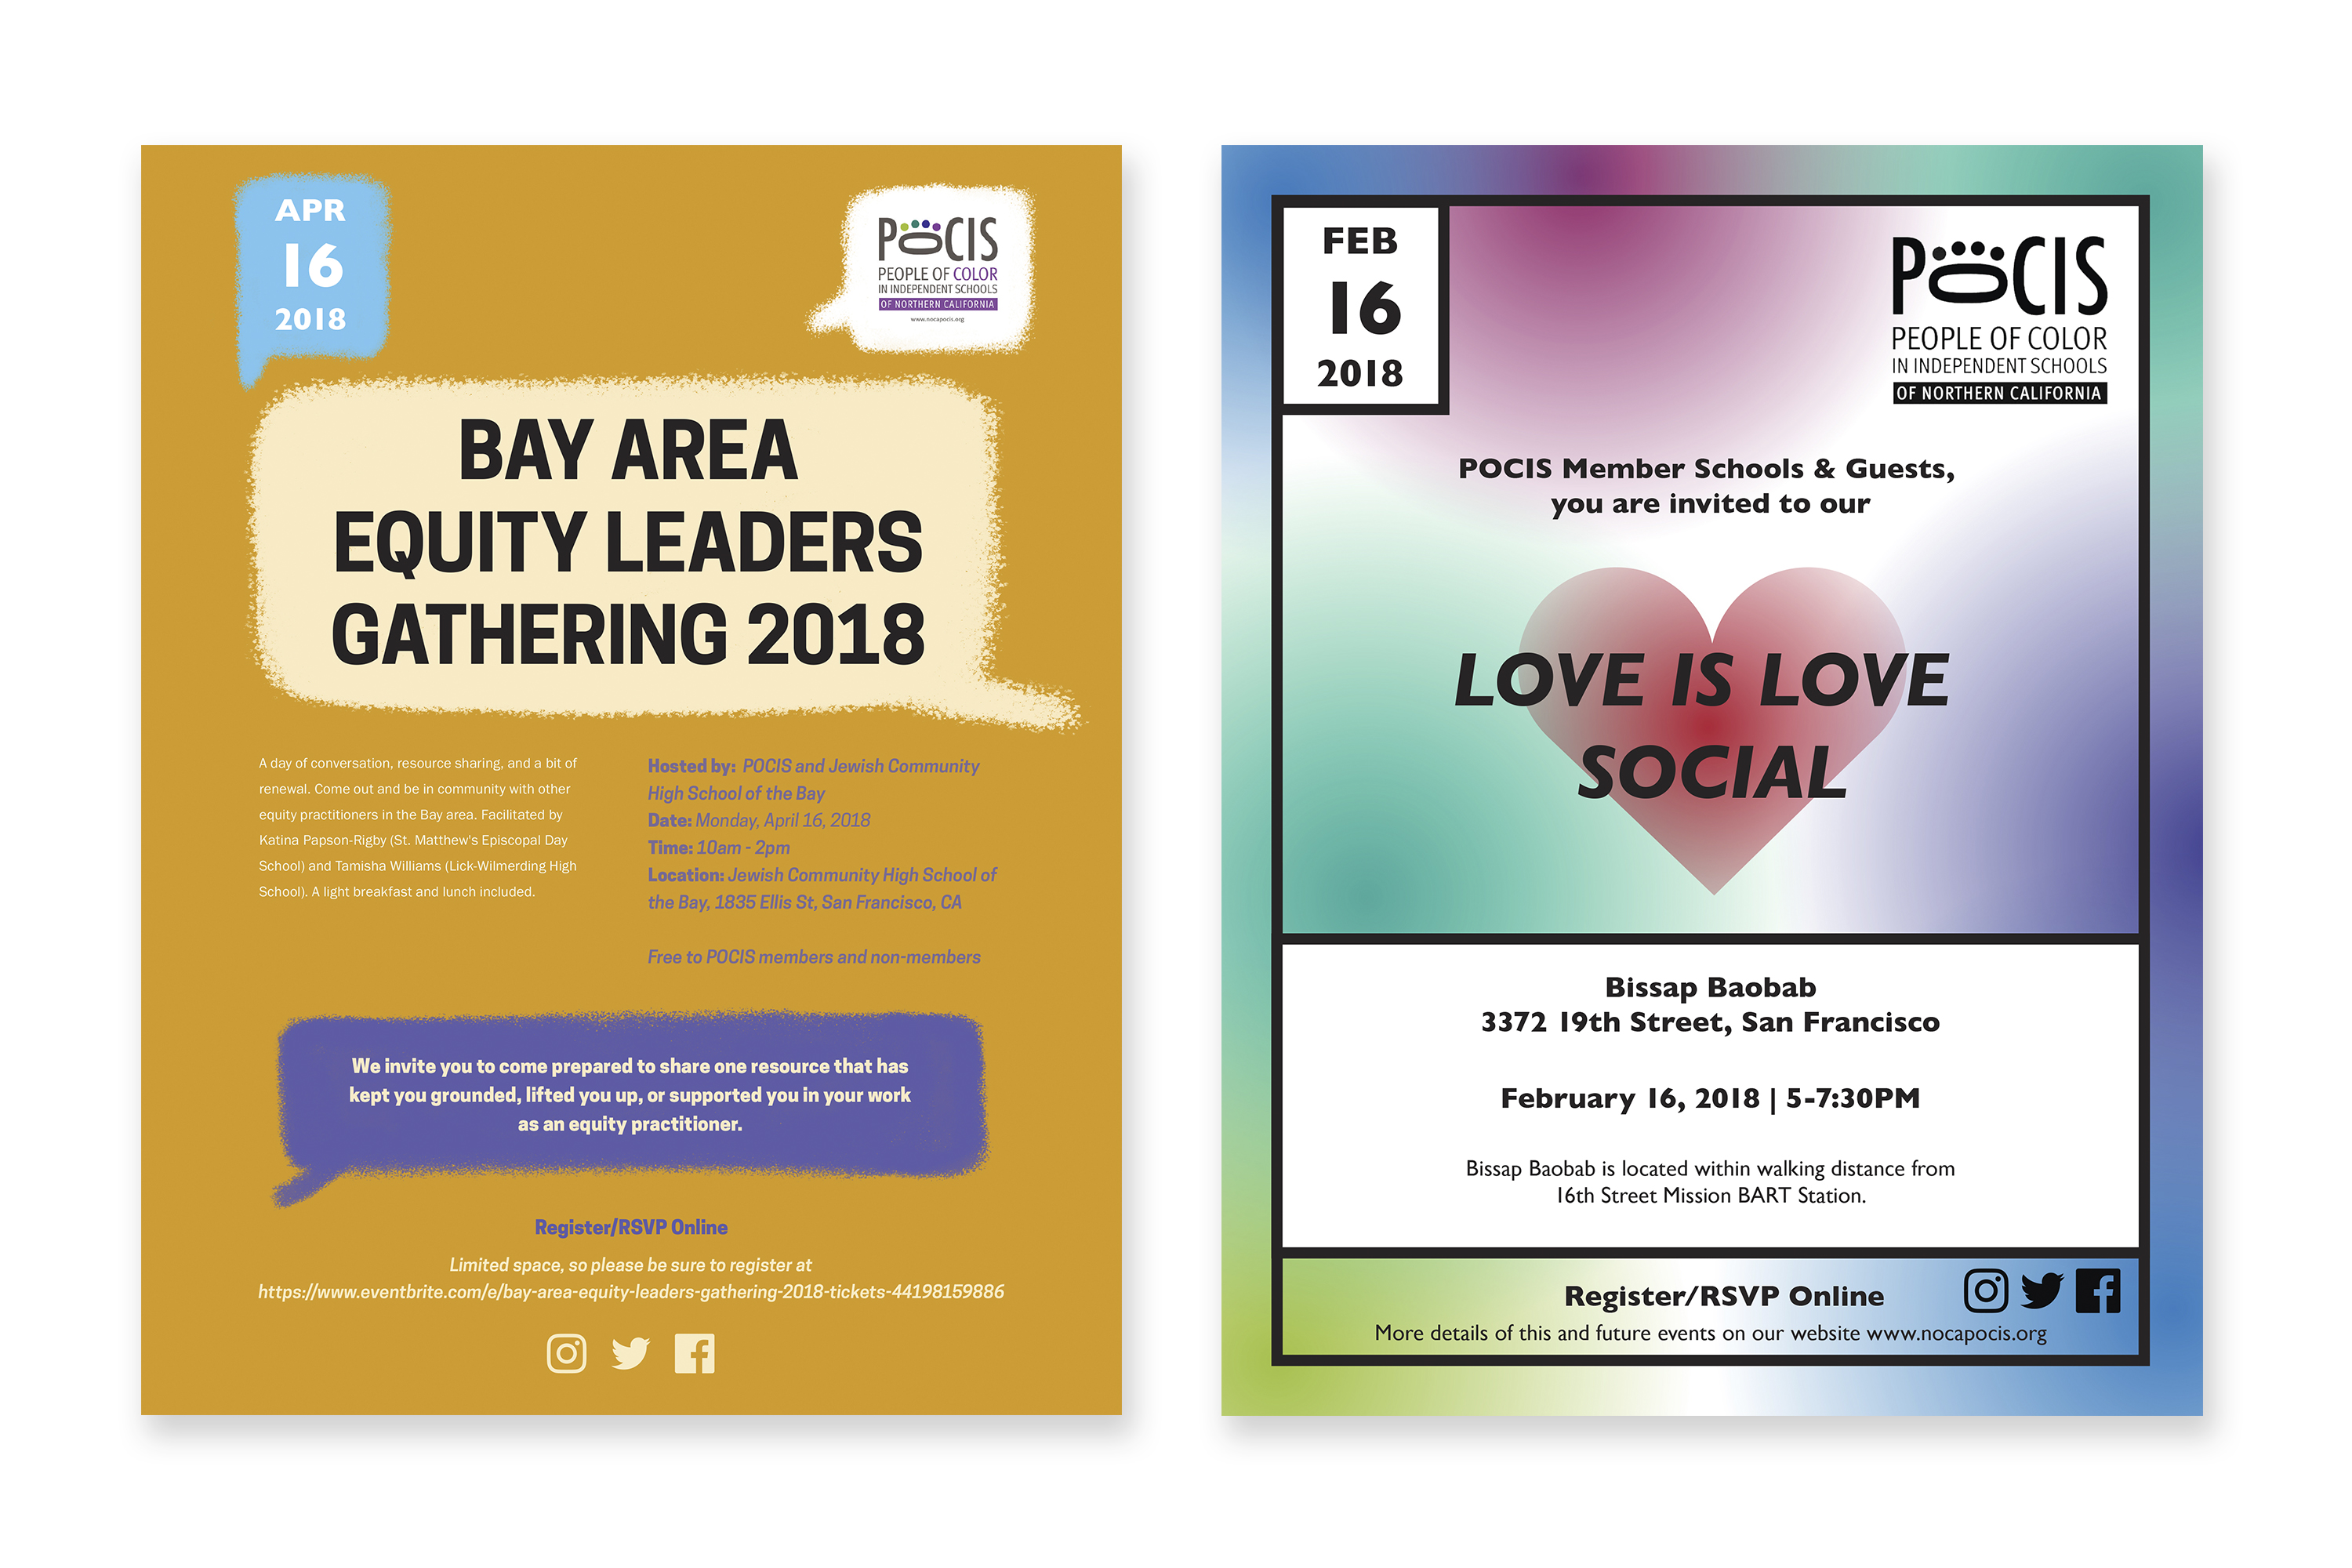 APR
16
2018
POCIS
PEOPLE OF COLOR
IN INDEPENDENT SCHOOLS
OF NORTHERN CALIFORNIA
www.nocapocis.org
BAY AREA
EQUITY LEADERS
GATHERING 2018
A day of conversation, resource sharing, and a bit of
renewal. Come out and be in community with other
equity practitioners in the Bay area. Facilitated by
Katina Papson-Rigby (St. Matthew's Episcopal Day
School) and Tamisha Williams (Lick-Wilmerding High
School). A light breakfast and lunch included.
Hosted by: POCIS and Jewish Community
High School of the Bay
Date: Monday, April 16, 2018
Time: 10am - 2pm
Location: Jewish Community High School of
the Bay, 1835 Ellis St, San Francisco, CA
Free to POCIS members and non-members
We invite you to come prepared to share one resource that has
kept you grounded, lifted you up, or supported you in your work
as an equity practitioner.
Register/RSVP Online
Limited space, so please be sure to register at
https://www.eventbrite.com/e/bay-area-equity-leaders-gathering-2018-tickets-44198159886
FEB
16
2018
POCIS
PEOPLE OF COLOR
IN INDEPENDENT SCHOOLS
OF NORTHERN CALIFORNIA
POCIS Member Schools & Guests,
you are invited to our
LOVE IS LOVE
SOCIAL
Bissap Baobab
3372 19th Street, San Francisco
February 16, 2018 | 5-7:30PM
Bissap Baobab is located within walking distance from
16th Street Mission BART Station.
Register/RSVP Online
More details of this and future events on our website www.nocapocis.org